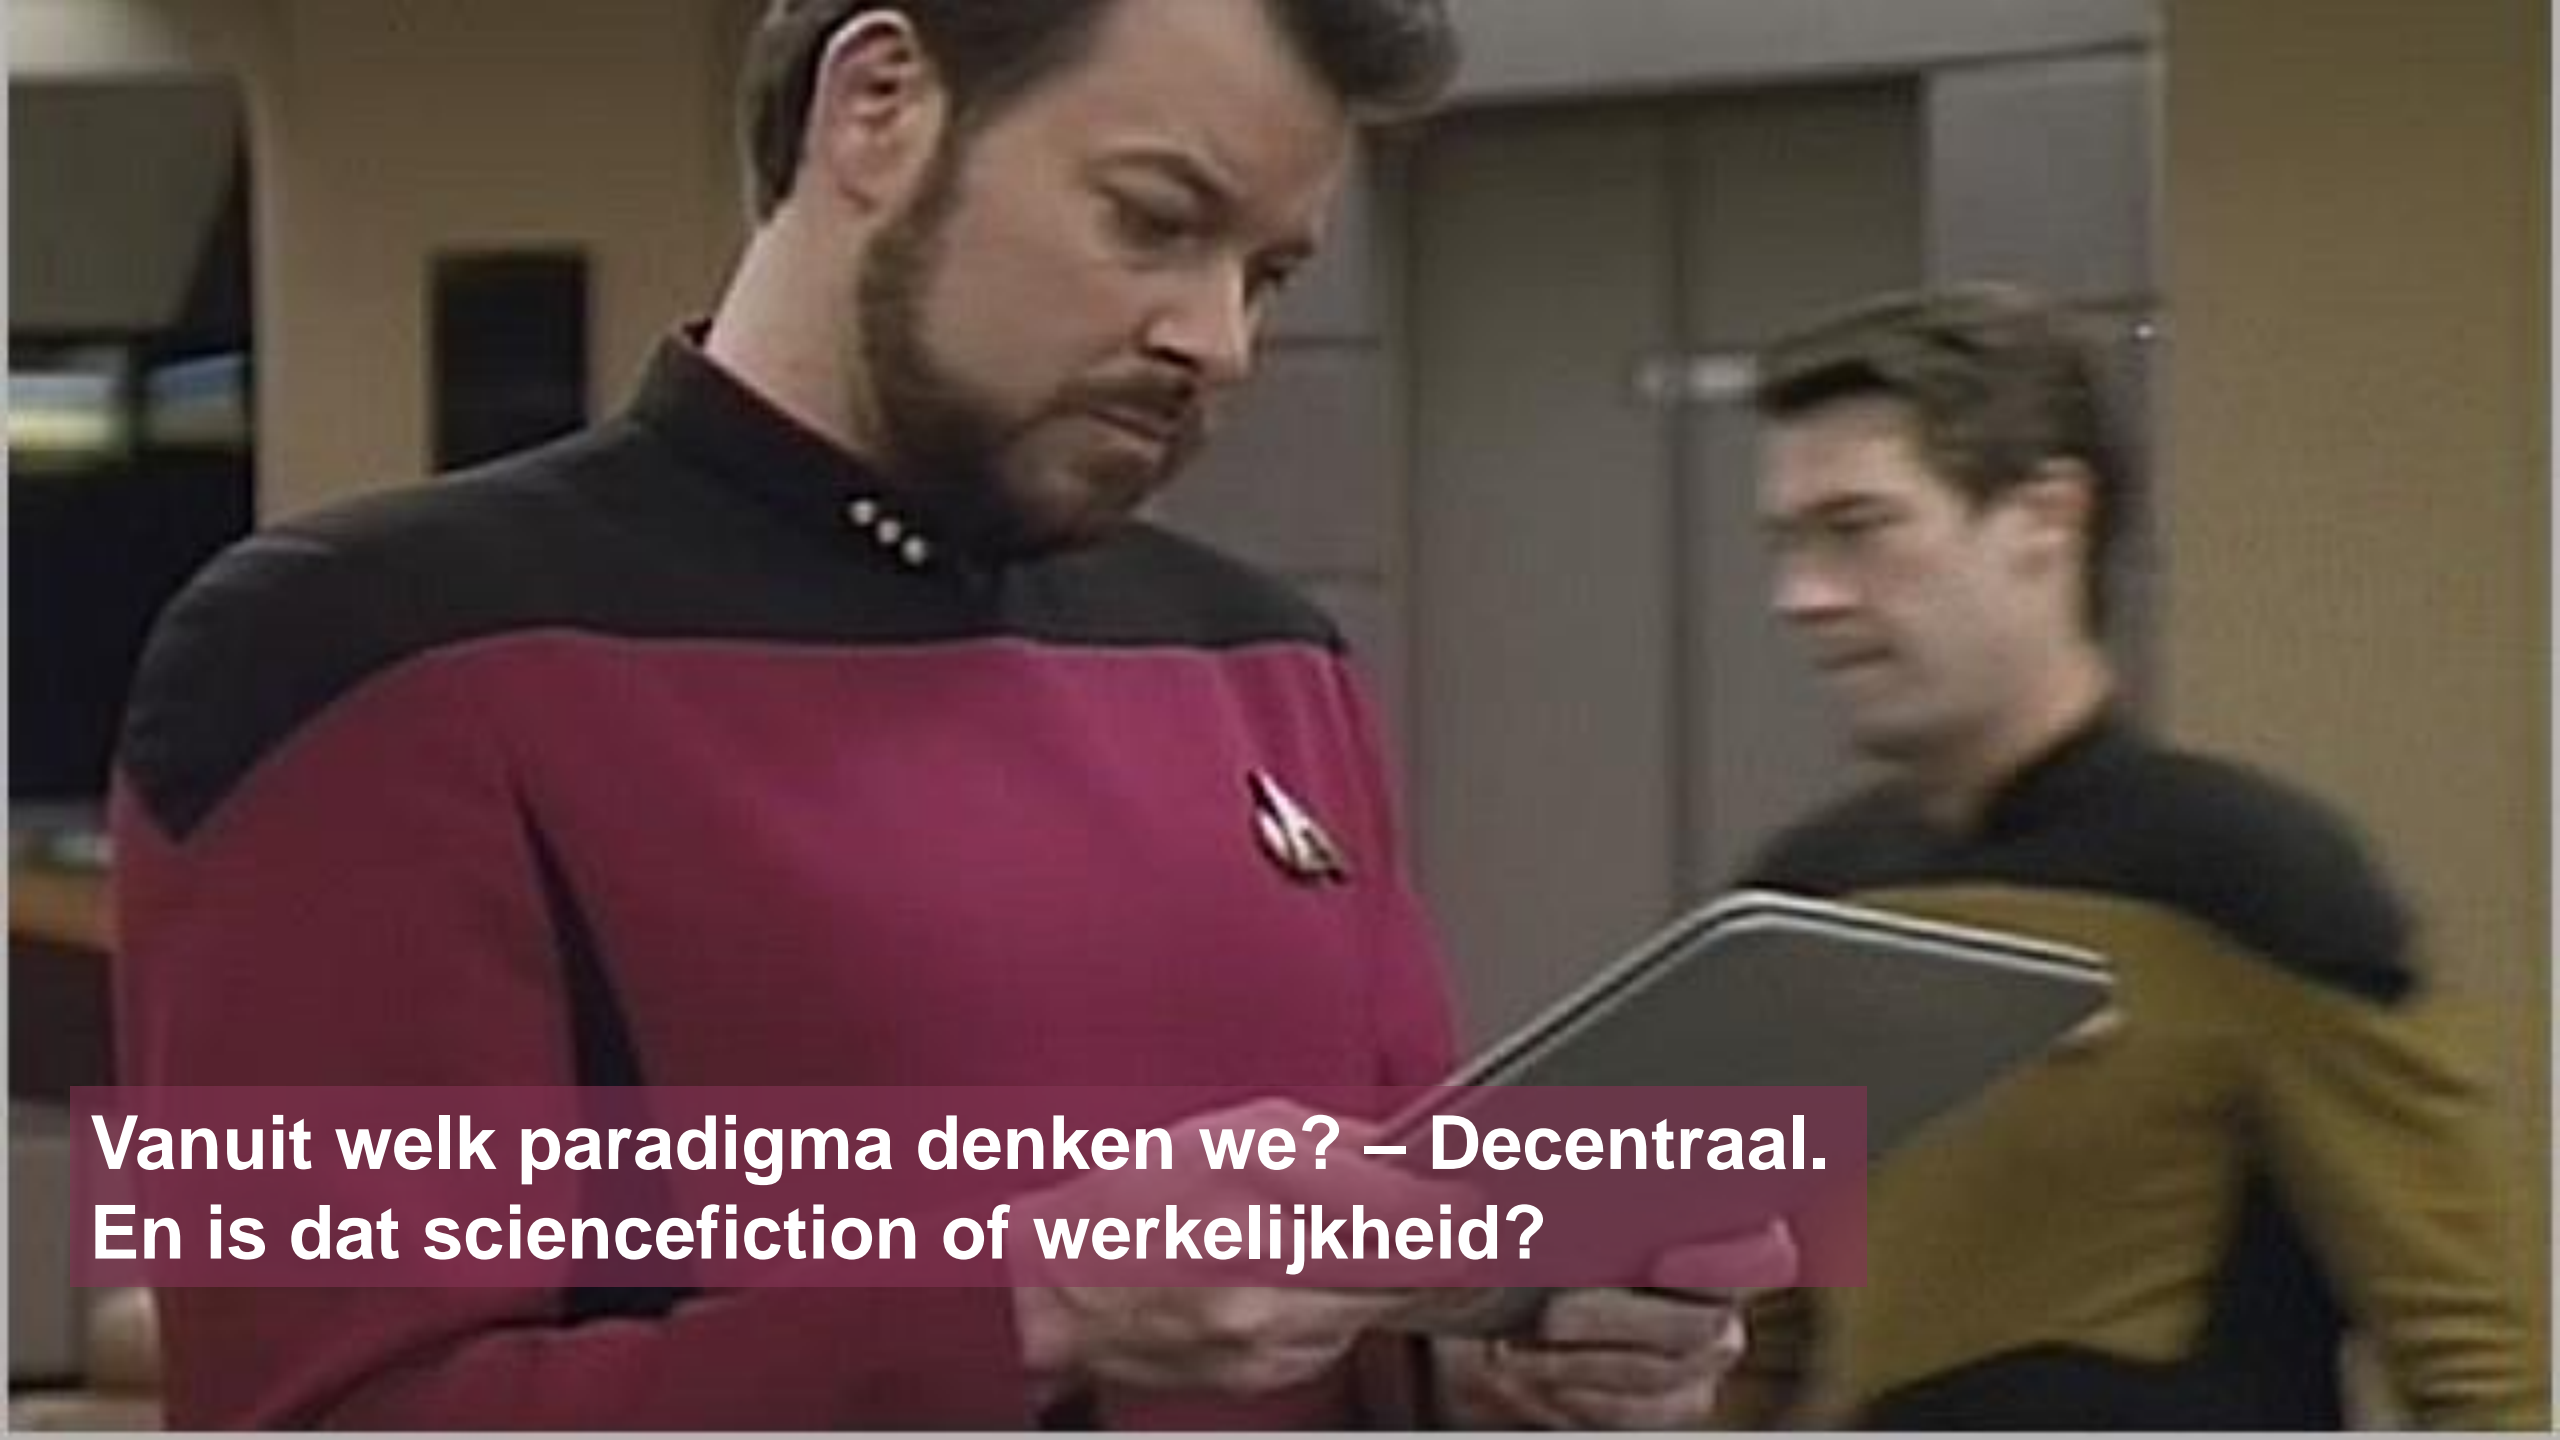 Vanuit welk paradigma denken we? – Decentraal.
En is dat sciencefiction of werkelijkheid?